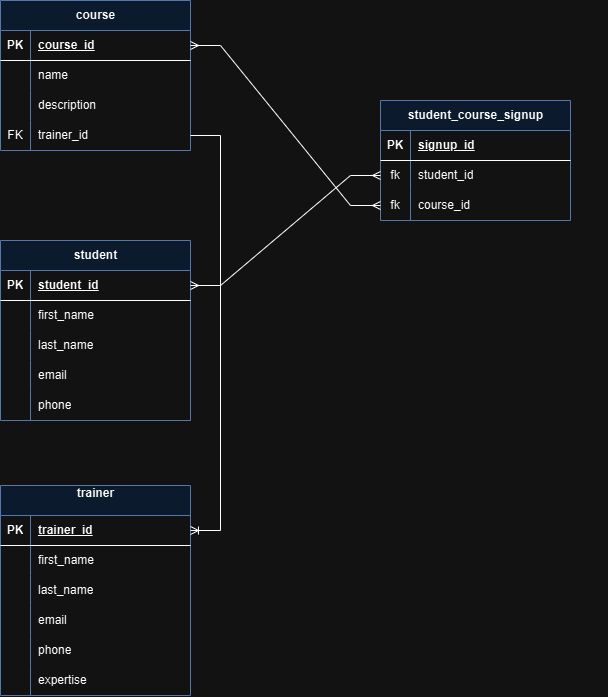 course
PK course_id
name
description
FK trainer_id
student_course_signup
PK signup_id
fk student_id
fk course_id
student
PK student_id
first_name
last_name
email
phone
trainer
PK trainer_id
first_name
last_name
email
phone
expertise